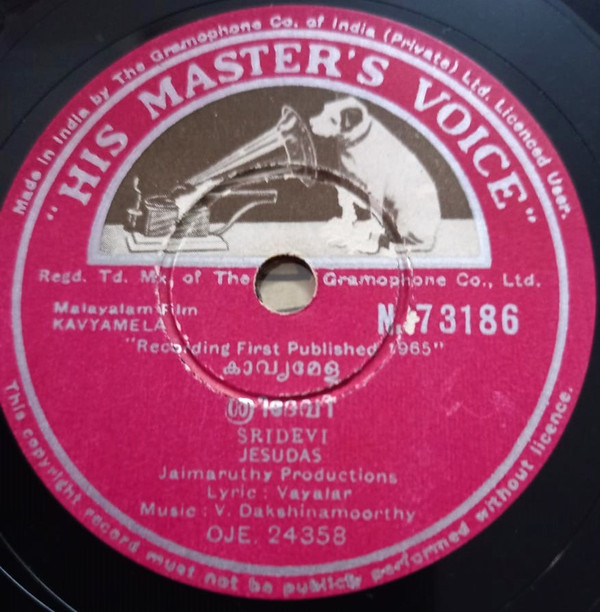 Made in India by The Gramophone Co. of India (Private) Ltd. Licenced User.
"HIS MASTER'S VOICE"
Regd. Td. Mk. of The Gramophone Co., Ltd.
Malayalam Film
KAVYAMELA
N. 73186
"Recording First Published 1965"
കാവ്യമേള
ശ്രീദേവി
SRIDEVI
JESUDAS
Jaimaruthy Productions
Lyric : Vayalar
Music : V. Dakshinamoorthy
OJE. 24358
This copyright record must not be publicly performed without licence.